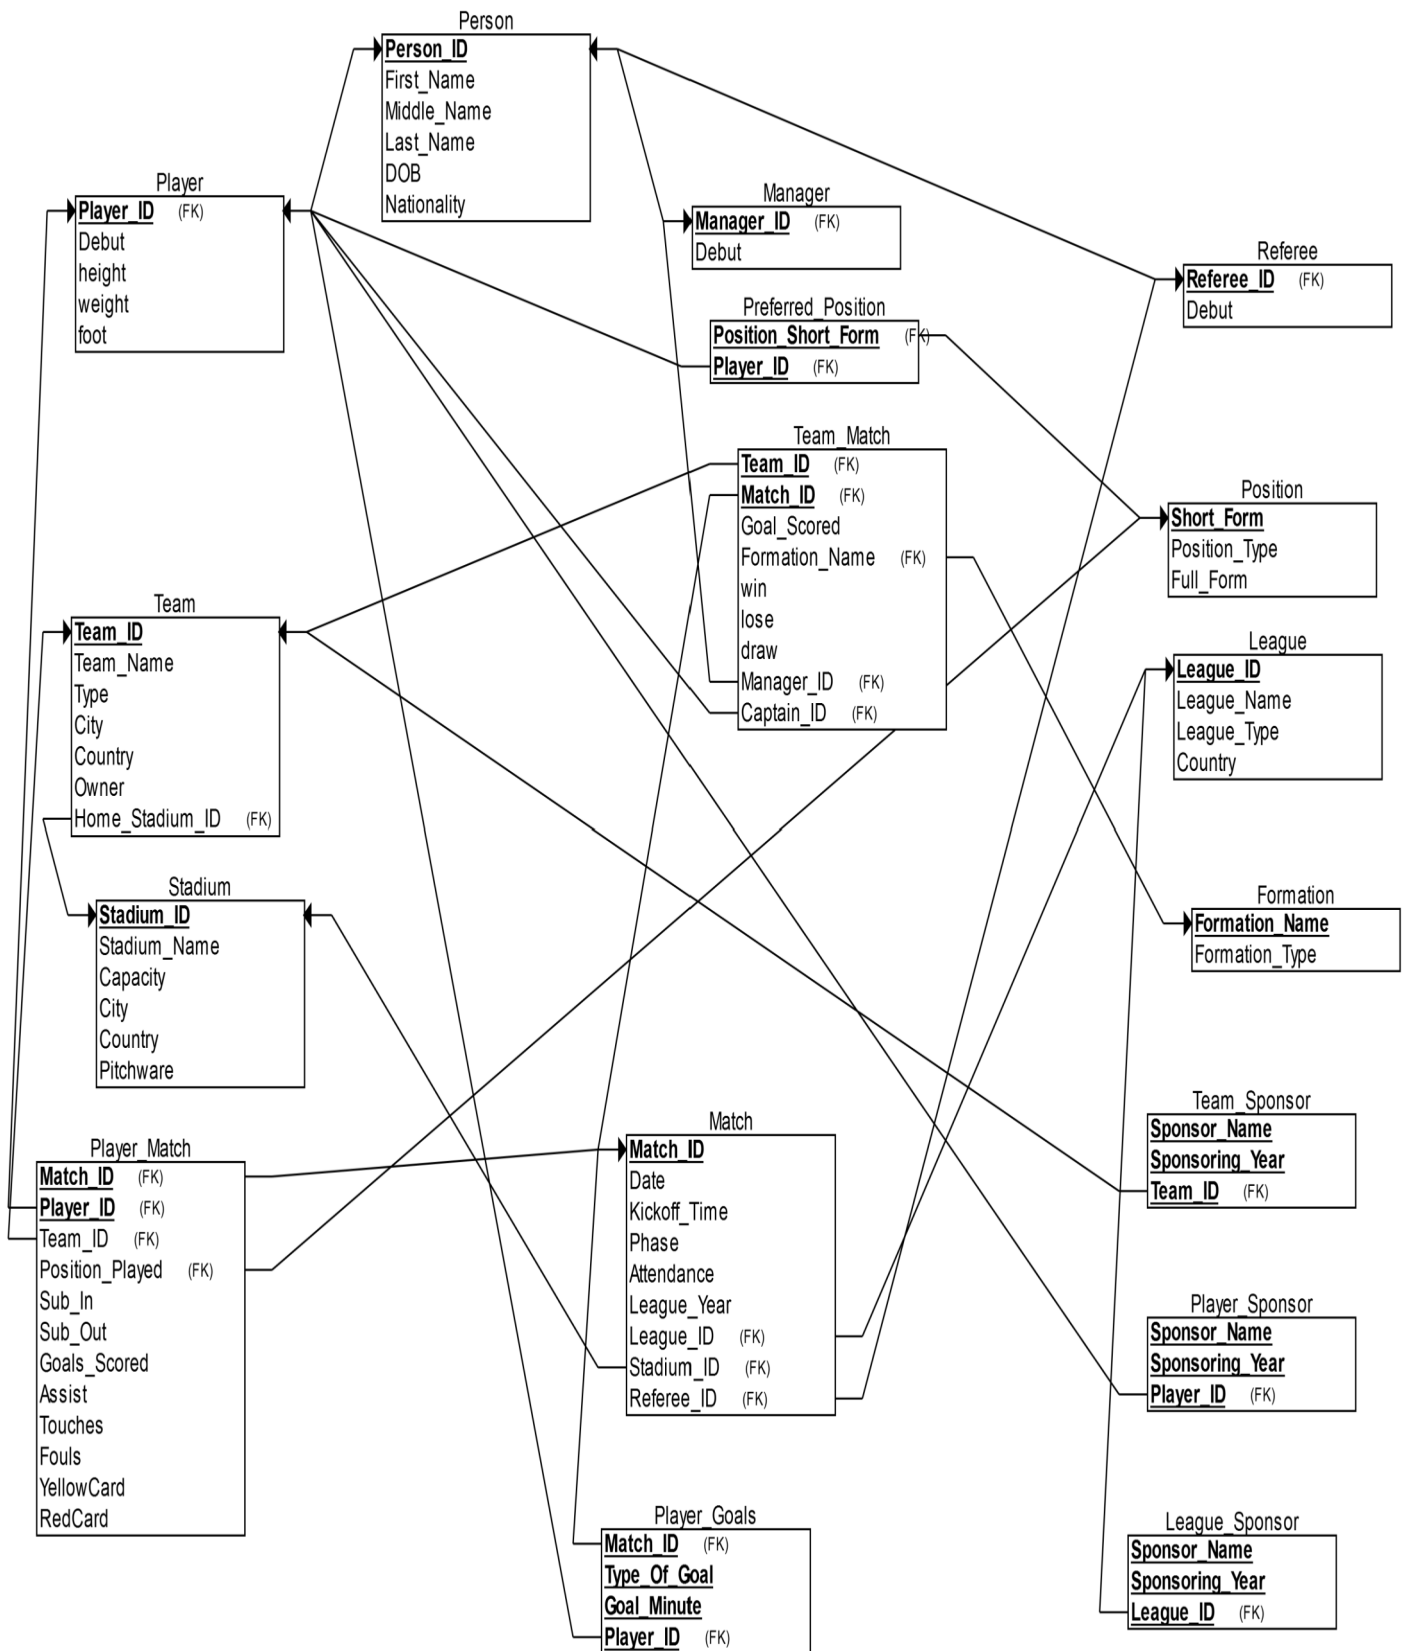 Person
Person_ID
First_Name
Middle_Name
Last_Name
DOB
Nationality
Player
Player_ID (FK)
Debut
height
weight
foot
Manager
Manager_ID (FK)
Debut
Referee
Referee_ID (FK)
Debut
Preferred_Position
Position_Short_Form (FK)
Player_ID (FK)
Team_Match
Team_ID (FK)
Match_ID (FK)
Goal_Scored
Formation_Name (FK)
win
lose
draw
Manager_ID (FK)
Captain_ID (FK)
Position
Short_Form
Position_Type
Full_Form
Team
Team_ID
Team_Name
Type
City
Country
Owner
Home_Stadium_ID (FK)
League
League_ID
League_Name
League_Type
Country
Stadium
Stadium_ID
Stadium_Name
Capacity
City
Country
Pitchware
Formation
Formation_Name
Formation_Type
Player_Match
Match_ID (FK)
Player_ID (FK)
Team_ID (FK)
Position_Played (FK)
Sub_In
Sub_Out
Goals_Scored
Assist
Touches
Fouls
YellowCard
RedCard
Match
Match_ID
Date
Kickoff_Time
Phase
Attendance
League_Year
League_ID (FK)
Stadium_ID (FK)
Referee_ID (FK)
Team_Sponsor
Sponsor_Name
Sponsoring_Year
Team_ID (FK)
Player_Sponsor
Sponsor_Name
Sponsoring_Year
Player_ID (FK)
Player_Goals
Match_ID (FK)
Type_Of_Goal
Goal_Minute
Player_ID (FK)
League_Sponsor
Sponsor_Name
Sponsoring_Year
League_ID (FK)